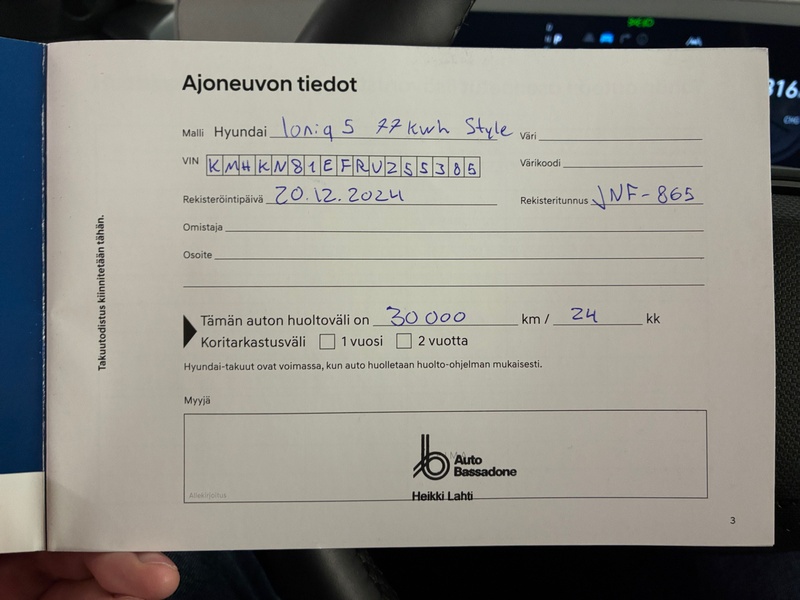 Ajoneuvon tiedot
Malli Hyundai Ioniq 5 77 kwh Style Väri
VIN KMHKN81EFRU255385 Värikoodi
Rekisteröintipäivä 20.12.2024 Rekisteritunnus JNF-865
Omistaja
Osoite
Tämän auton huoltoväli on 30 000 km / 24 kk
Koritarkastusväli 1 vuosi 2 vuotta
Hyundai-takuut ovat voimassa, kun auto huolletaan huolto-ohjelman mukaisesti.
Myyjä
Auto
Bassadone
Heikki Lahti
Allekirjoitus
3
Takuutodistus kiinnitetään tähän.
P